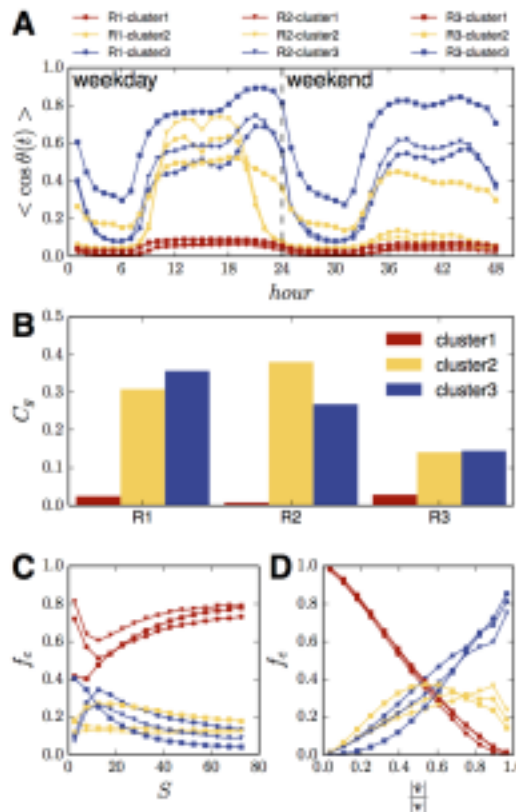 R1-cluster1 R2-cluster1 R3-cluster1
R1-cluster2 R2-cluster2 R3-cluster2
R1-cluster3 R2-cluster3 R3-cluster3
A
weekday weekend
< cos θ(t) >
1.0
0.8
0.6
0.4
0.2
0.0
0 6 12 18 24 30 36 42 48
hour
B
cluster1
cluster2
cluster3
C_g
0.5
0.4
0.3
0.2
0.1
0.0
R1 R2 R3
C
f_c
1.0
0.8
0.6
0.4
0.2
0.0
0 20 40 60 80
S
D
f_c
1.0
0.8
0.6
0.4
0.2
0.0
0.0 0.2 0.4 0.6 0.8 1.0